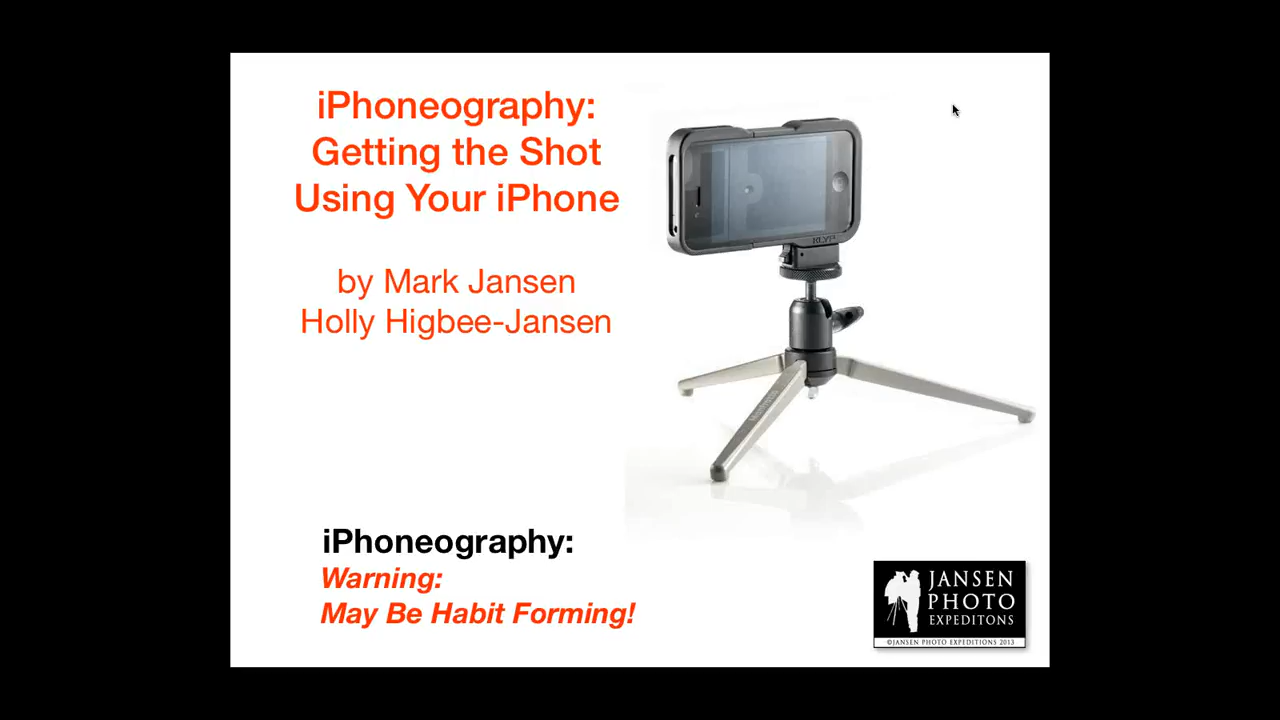 iPhoneography:
Getting the Shot
Using Your iPhone
by Mark Jansen
Holly Higbee-Jansen
KLYP
iPhoneography:
Warning:
May Be Habit Forming!
JANSEN
PHOTO
EXPEDITONS
©JANSEN PHOTO EXPEDITIONS 2013